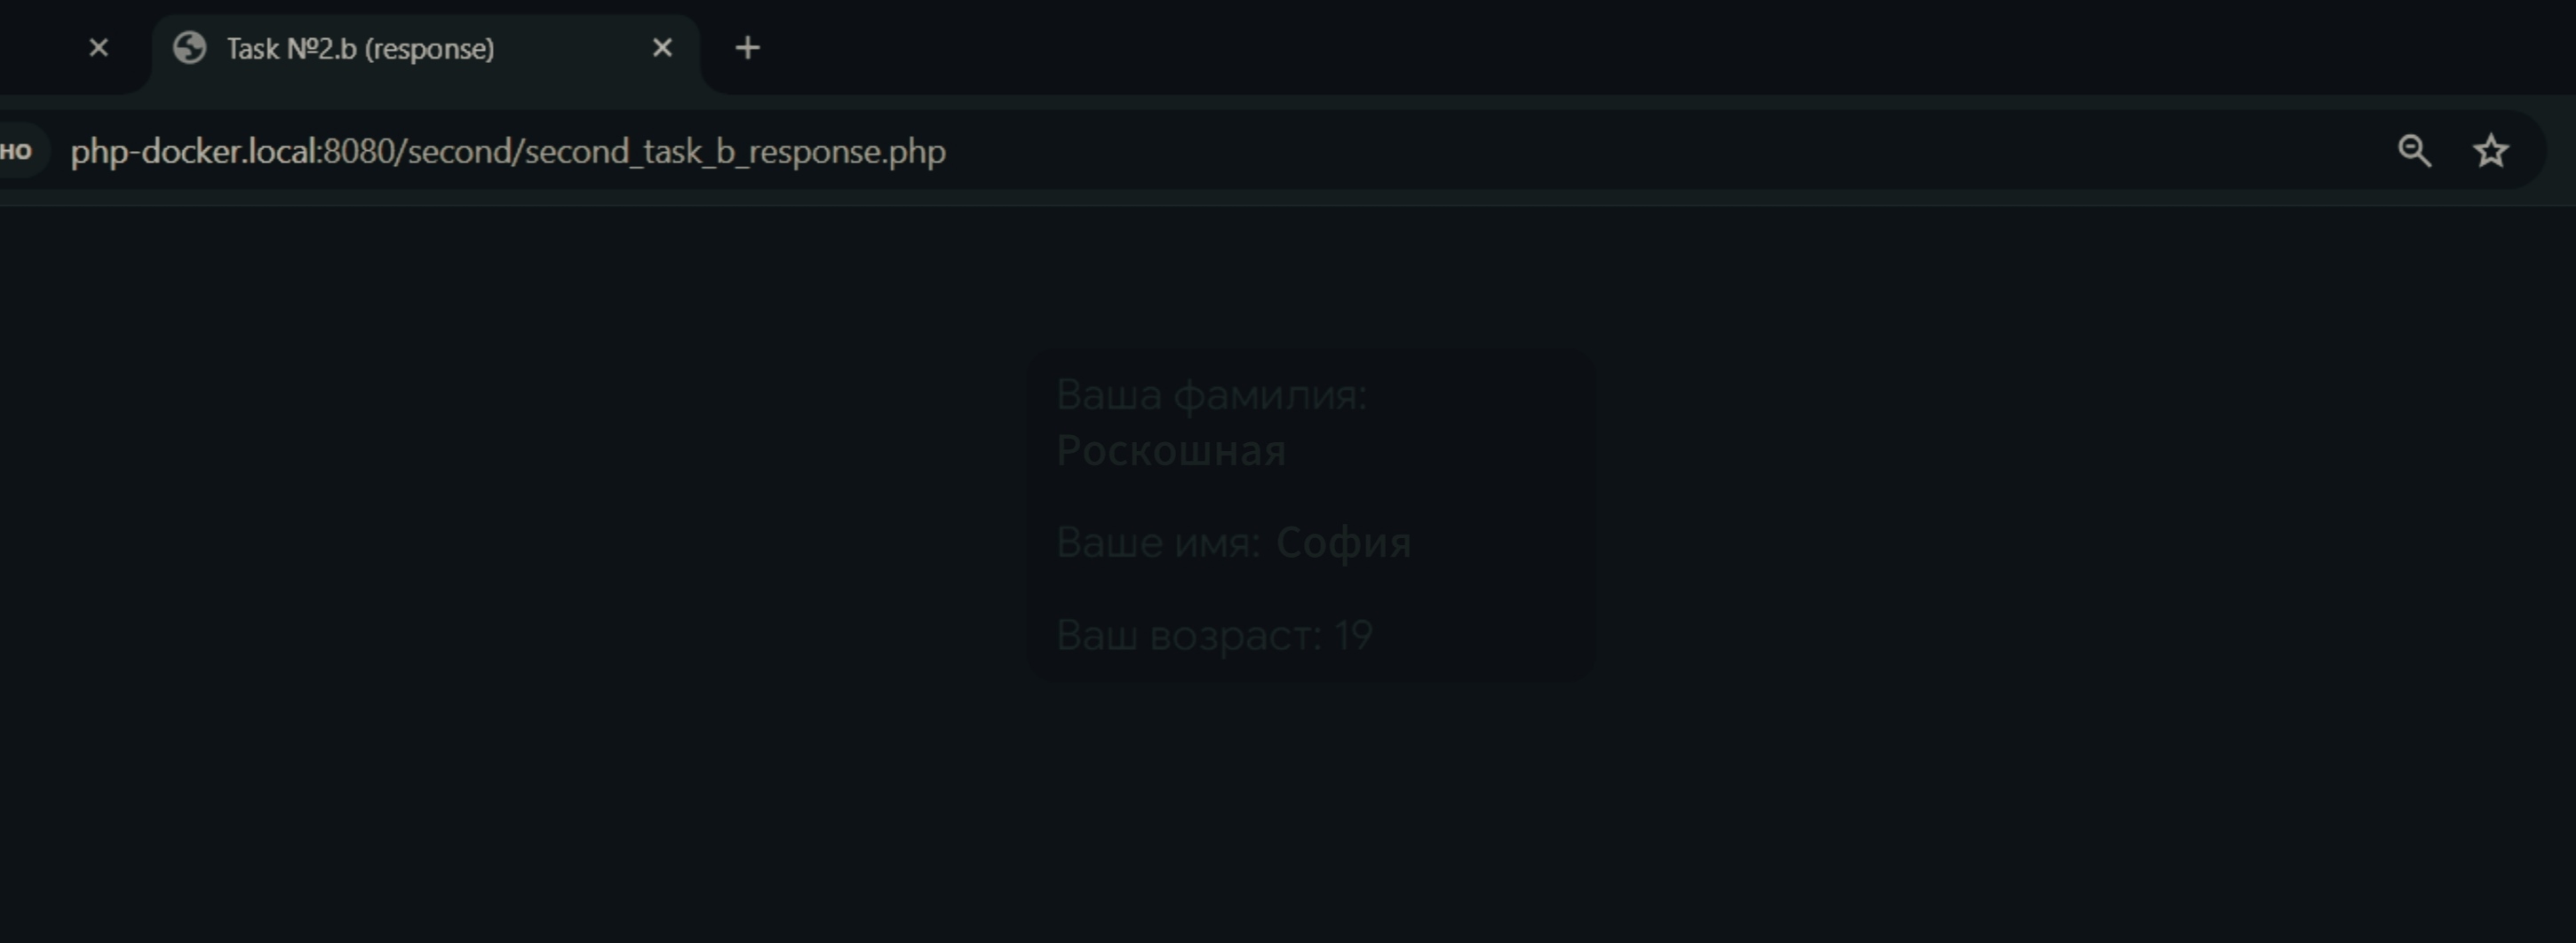 Task №2.b (response)
но
php-docker.local:8080/second/second_task_b_response.php
Ваша фамилия:
Роскошная
Ваше имя: София
Ваш возраст: 19